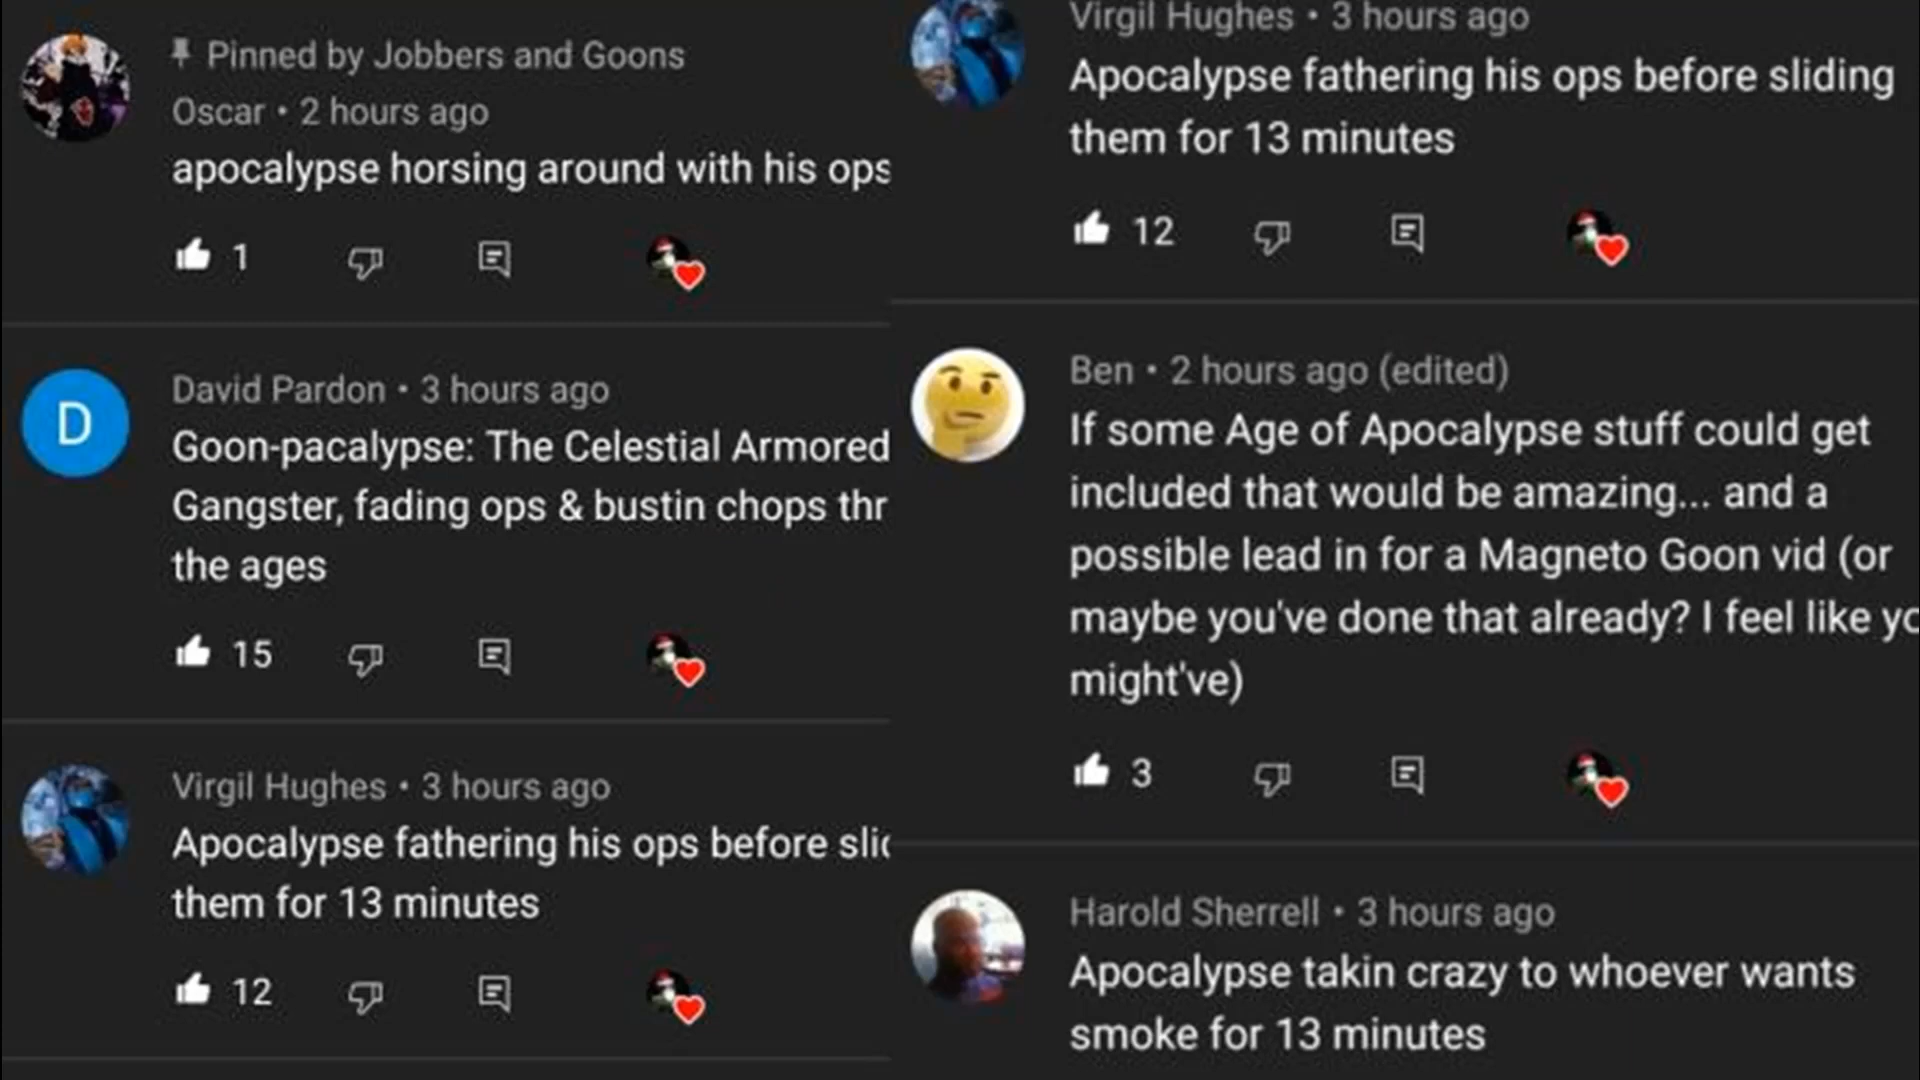 Pinned by Jobbers and Goons
Oscar • 2 hours ago
apocalypse horsing around with his ops
1
D
David Pardon • 3 hours ago
Goon-pacalypse: The Celestial Armored
Gangster, fading ops & bustin chops thr
the ages
15
Virgil Hughes • 3 hours ago
Apocalypse fathering his ops before
them for 13 minutes
12
Virgil Hughes • 3 hours ago
Apocalypse fathering his ops before sliding
them for 13 minutes
12
Ben • 2 hours ago (edited)
If some Age of Apocalypse stuff could get
included that would be amazing... and a
possible lead in for a Magneto Goon vid (or
maybe you've done that already? I feel like
might've)
3
Harold Sherrell • 3 hours ago
Apocalypse takin crazy to whoever wants
smoke for 13 minutes